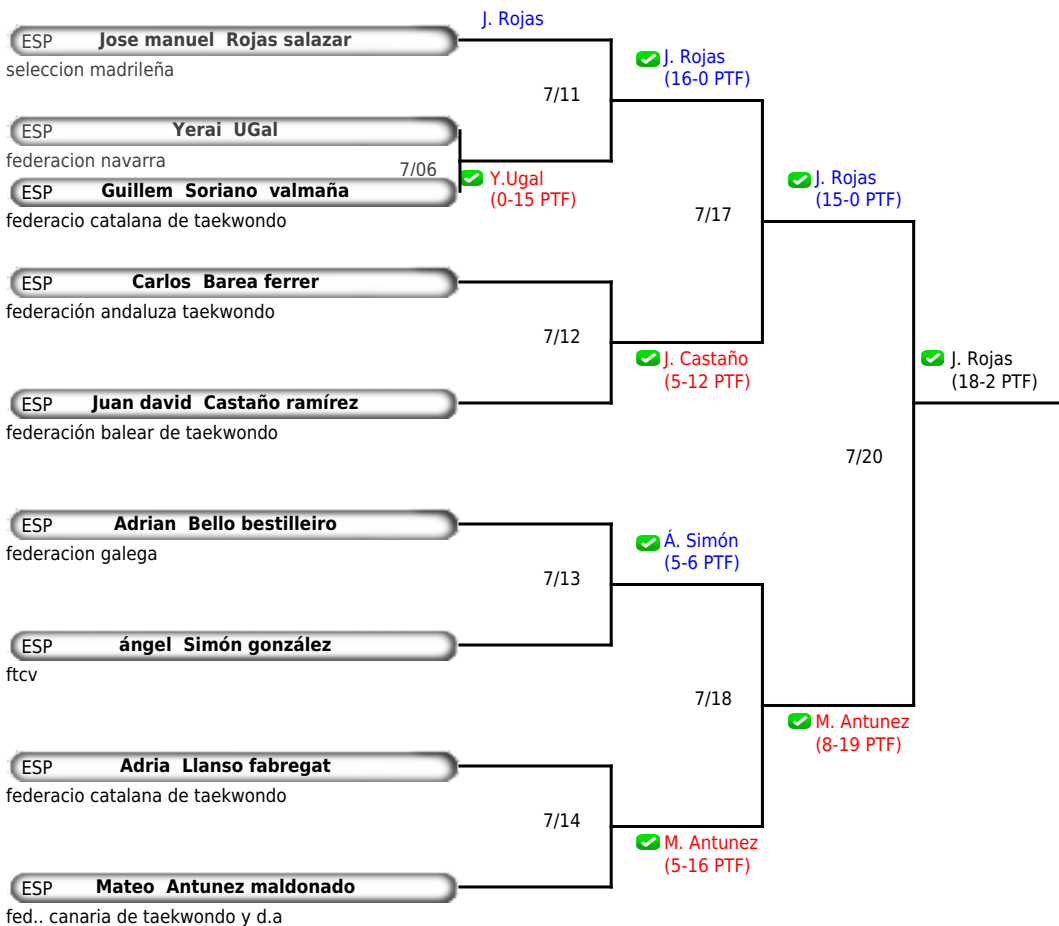 J. Rojas
ESP Jose manuel Rojas salazar
seleccion madrileña
J. Rojas
(16-0 PTF)
7/11
ESP Yerai UGal
federacion navarra
7/06
Y.Ugal
(0-15 PTF)
ESP Guillem Soriano valmaña
federacio catalana de taekwondo
J. Rojas
(15-0 PTF)
7/17
ESP Carlos Barea ferrer
federación andaluza taekwondo
7/12
J. Castaño
(5-12 PTF)
J. Rojas
(18-2 PTF)
ESP Juan david Castaño ramírez
federación balear de taekwondo
7/20
ESP Adrian Bello bestilleiro
federacion galega
Á. Simón
(5-6 PTF)
7/13
ESP ángel Simón gonzález
ftcv
7/18
M. Antunez
(8-19 PTF)
ESP Adria Llanso fabregat
federacio catalana de taekwondo
7/14
M. Antunez
(5-16 PTF)
ESP Mateo Antunez maldonado
fed.. canaria de taekwondo y d.a